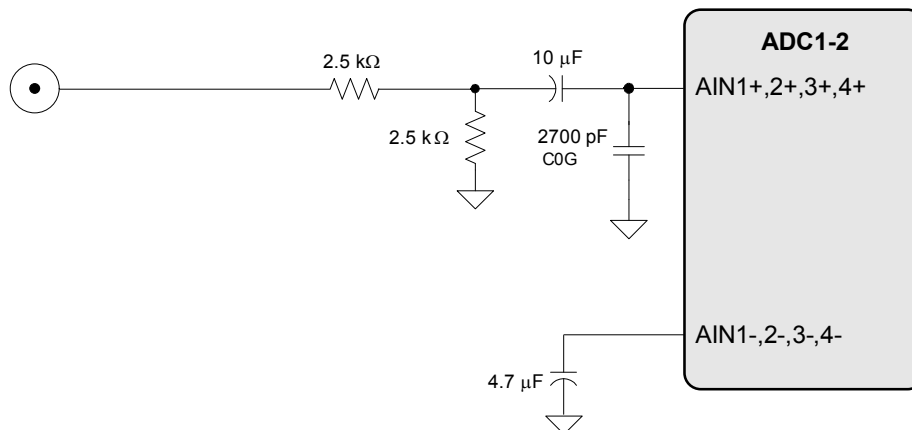 ADC1-2
10 µF
2.5 kΩ
AIN1+,2+,3+,4+
2.5 kΩ
2700 pF
C0G
AIN1-,2-,3-,4-
4.7 µF